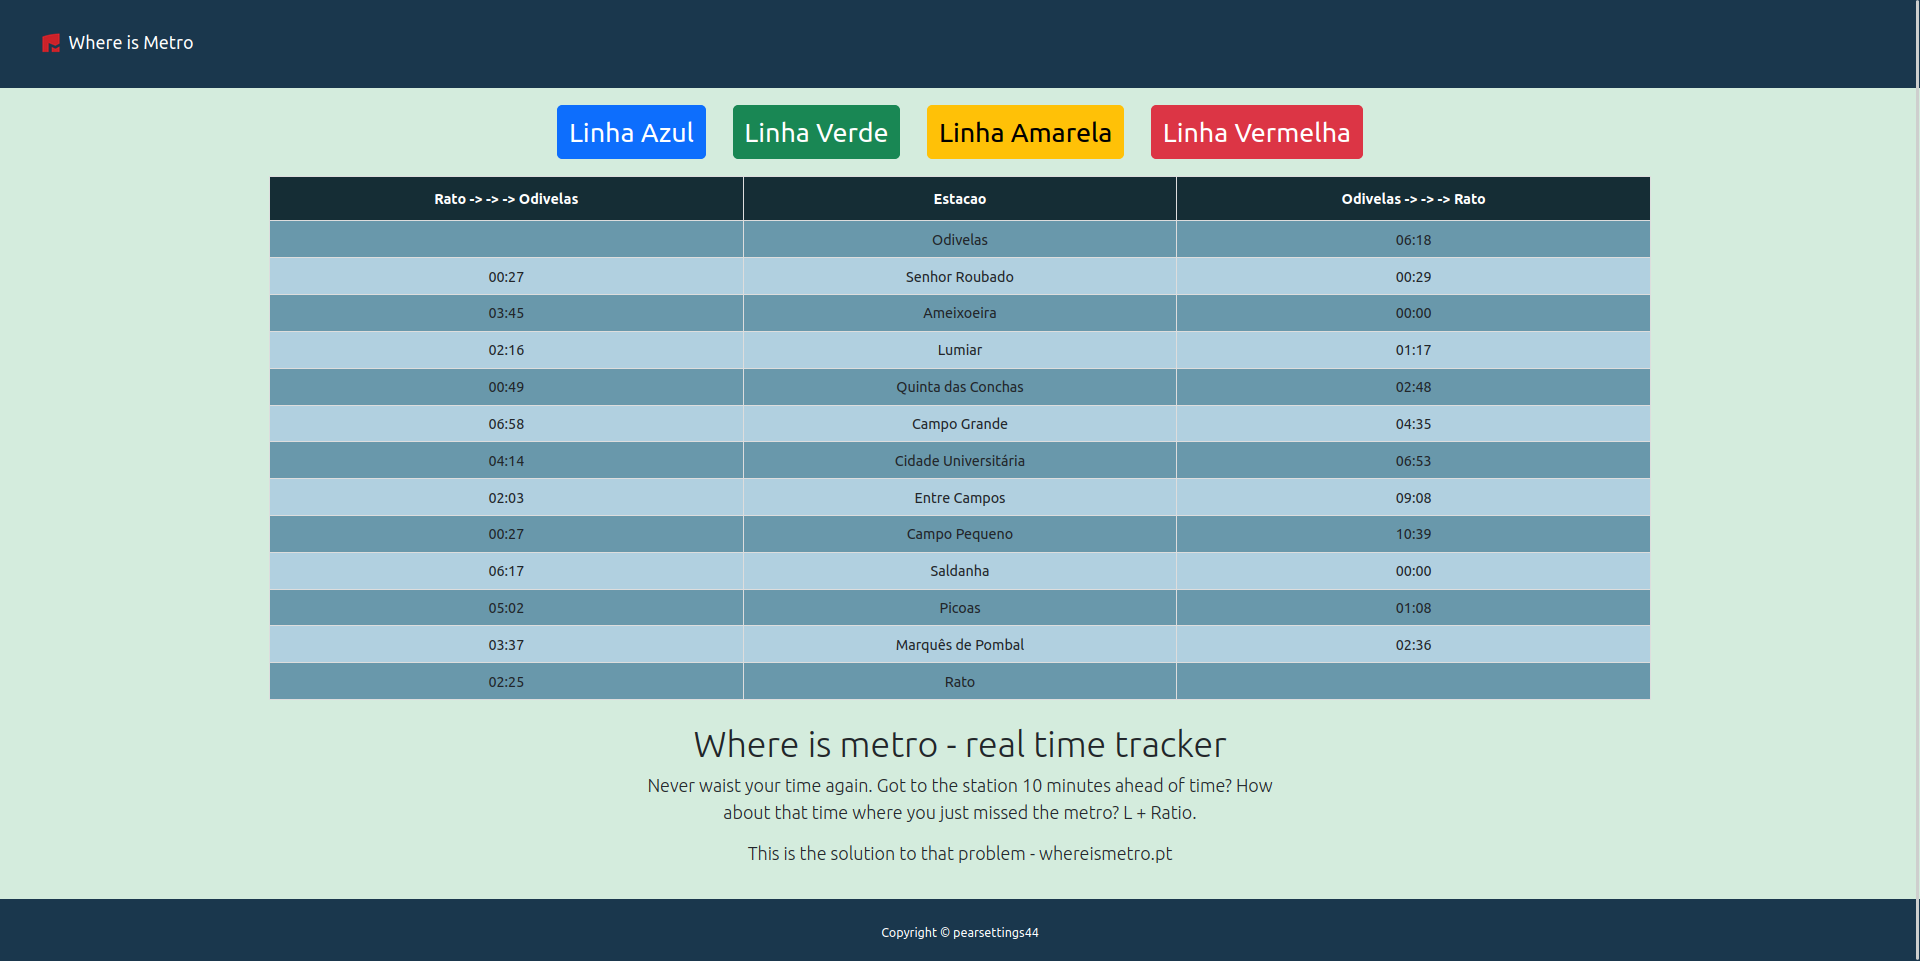 Where is Metro
Linha Azul Linha Verde Linha Amarela Linha Vermelha
Rato -> -> -> Odivelas Estacao Odivelas -> -> -> Rato
Odivelas 06:18
00:27 Senhor Roubado 00:29
03:45 Ameixoeira 00:00
02:16 Lumiar 01:17
00:49 Quinta das Conchas 02:48
06:58 Campo Grande 04:35
04:14 Cidade Universitária 06:53
02:03 Entre Campos 09:08
00:27 Campo Pequeno 10:39
06:17 Saldanha 00:00
05:02 Picoas 01:08
03:37 Marquês de Pombal 02:36
02:25 Rato
Where is metro - real time tracker
Never waist your time again. Got to the station 10 minutes ahead of time? How
about that time where you just missed the metro? L + Ratio.
This is the solution to that problem - whereismetro.pt
Copyright © pearsettings44